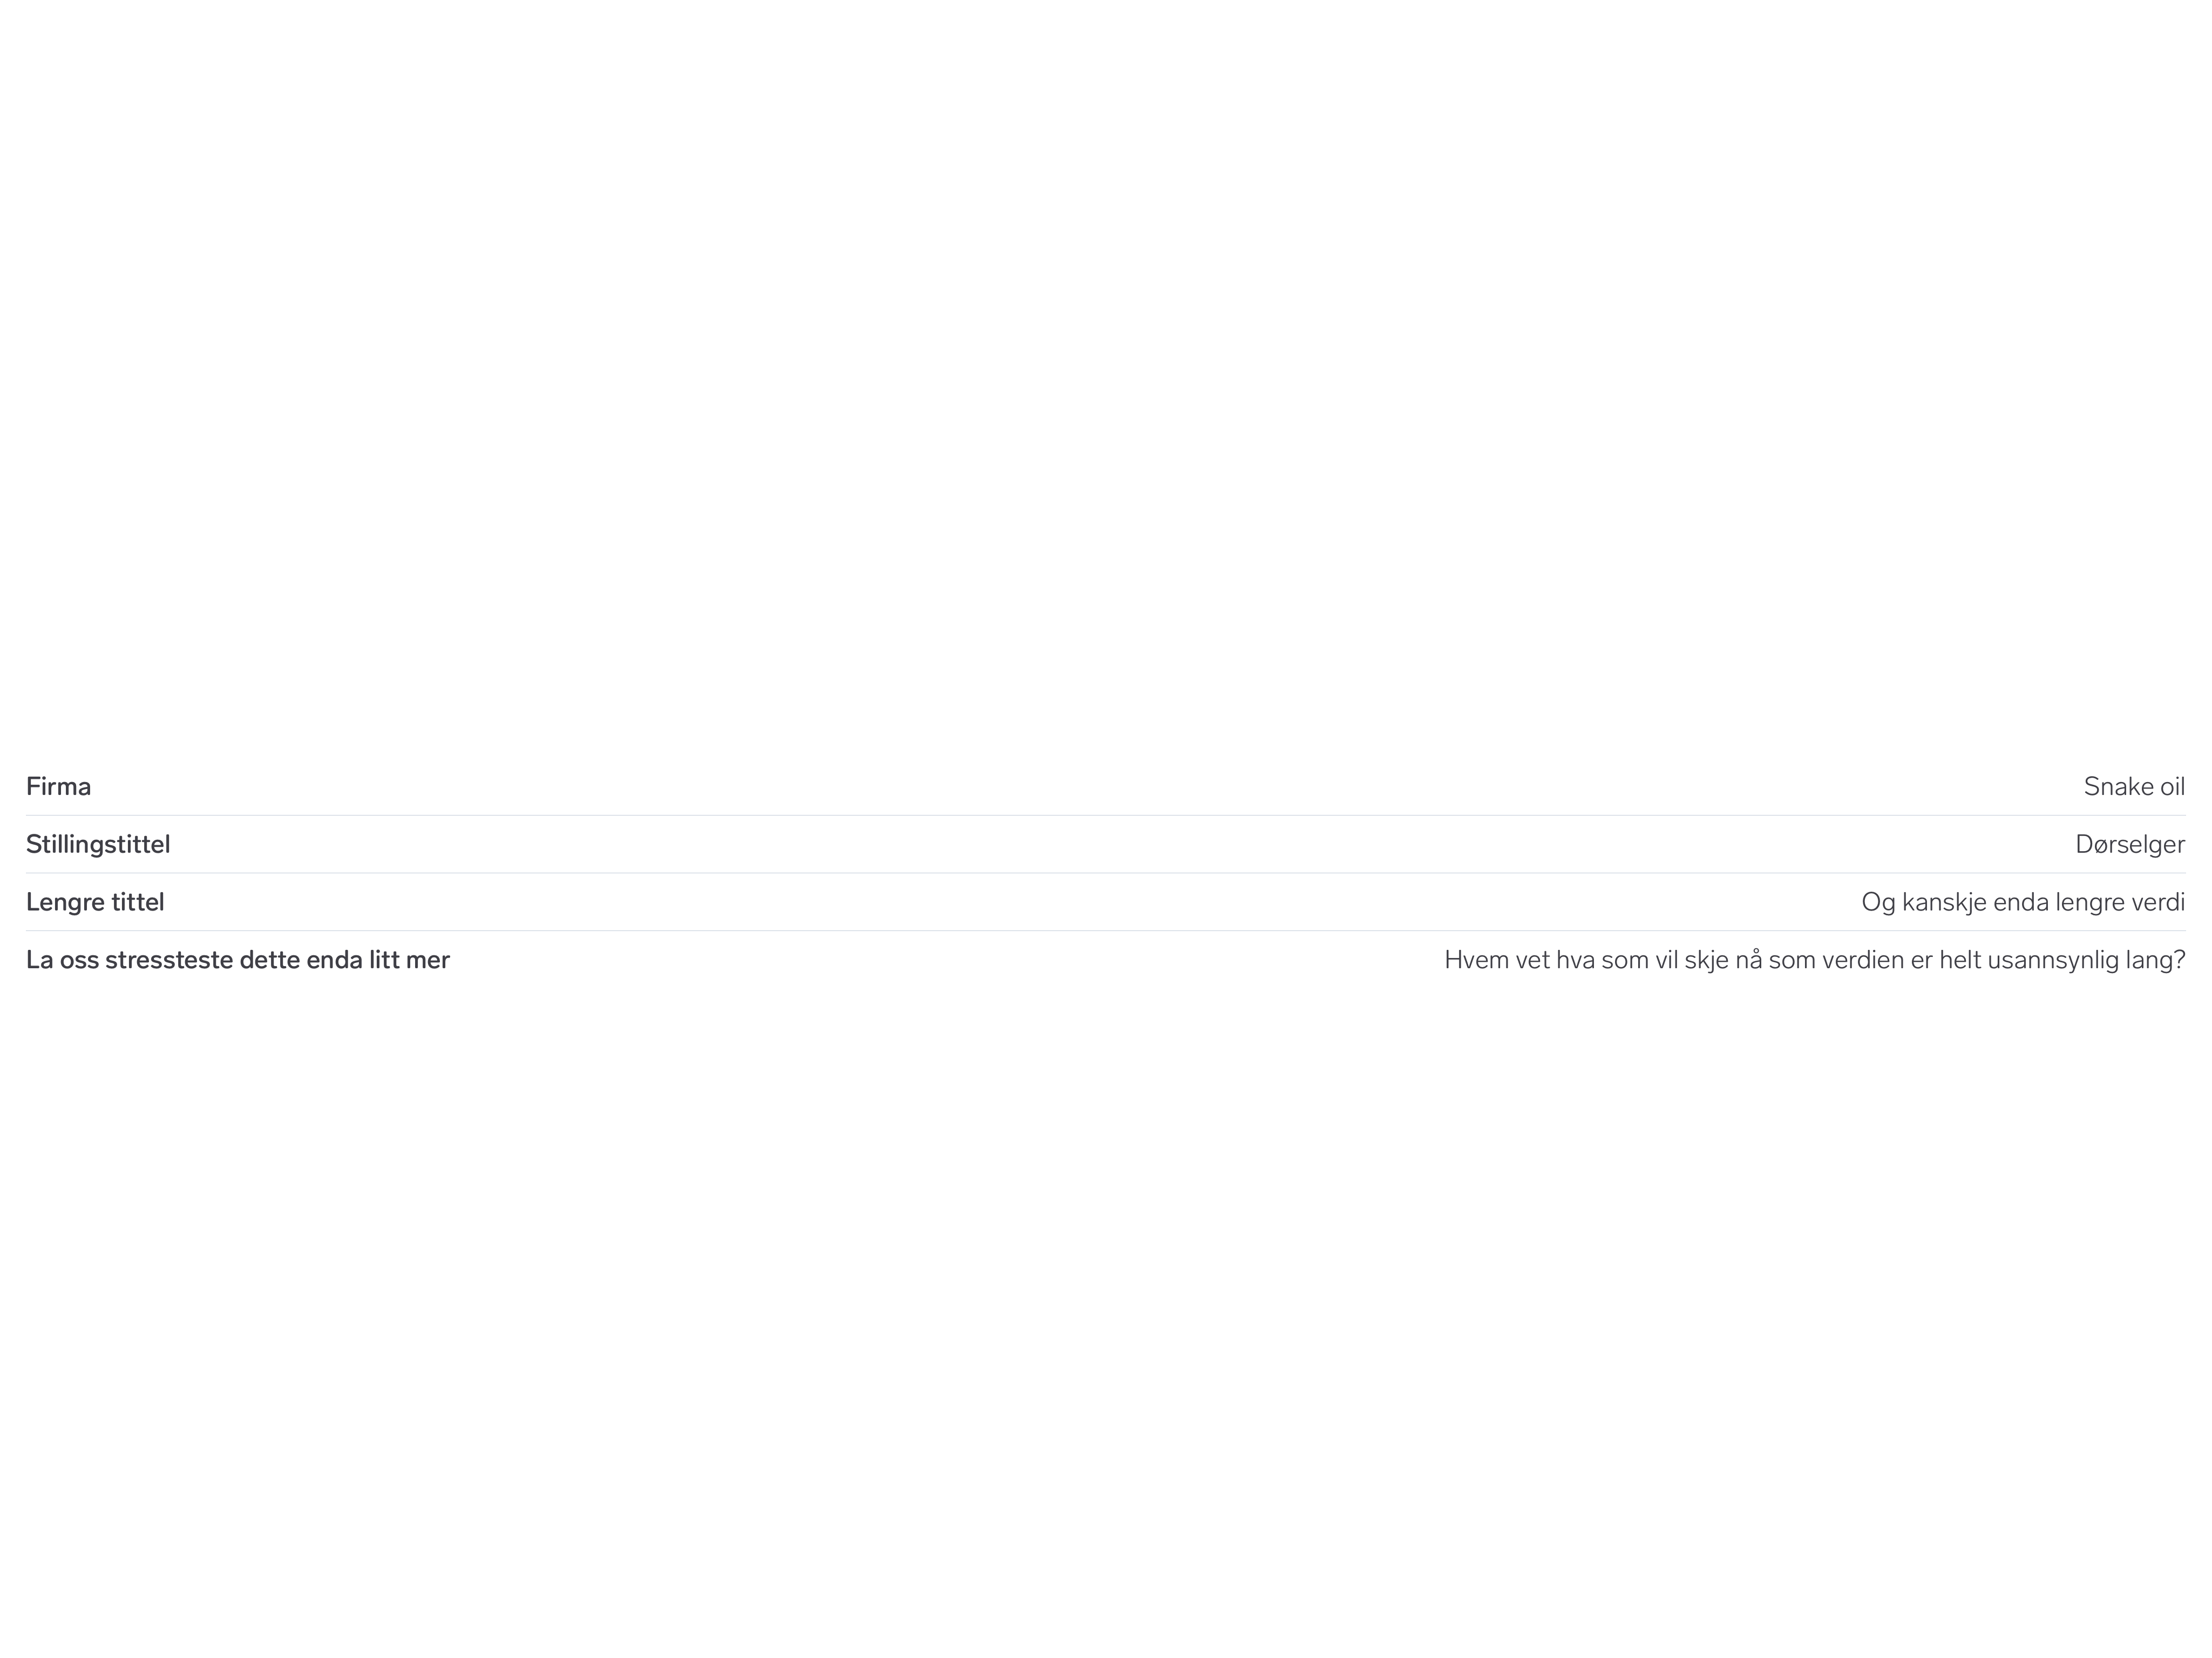 Firma Snake oil
Stillingstittel Dørselger
Lengre tittel Og kanskje enda lengre verdi
La oss stressteste dette enda litt mer Hvem vet hva som vil skje nå som verdien er helt usannsynlig lang?